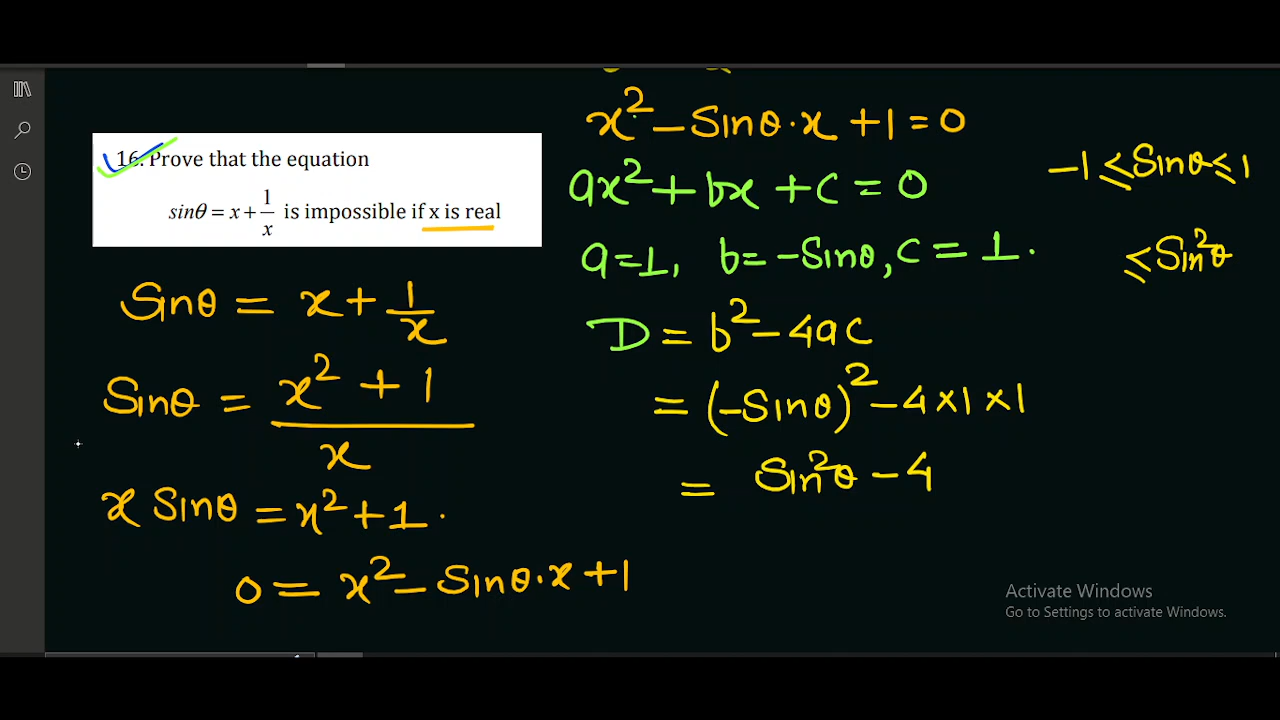 16. Prove that the equation
sinθ = x + 1/x is impossible if x is real
Sinθ = x + 1/x
Sinθ = (x² + 1)/x
x Sinθ = x² + 1.
0 = x² - Sinθ·x + 1
x² - Sinθ·x + 1 = 0
ax² + bx + c = 0
a=1, b= -Sinθ, c = 1.
D = b² - 4ac
= (-Sinθ)² - 4×1×1
= Sin²θ - 4
-1 ≤ Sinθ ≤ 1
≤ Sin²θ
Activate Windows
Go to Settings to activate Windows.